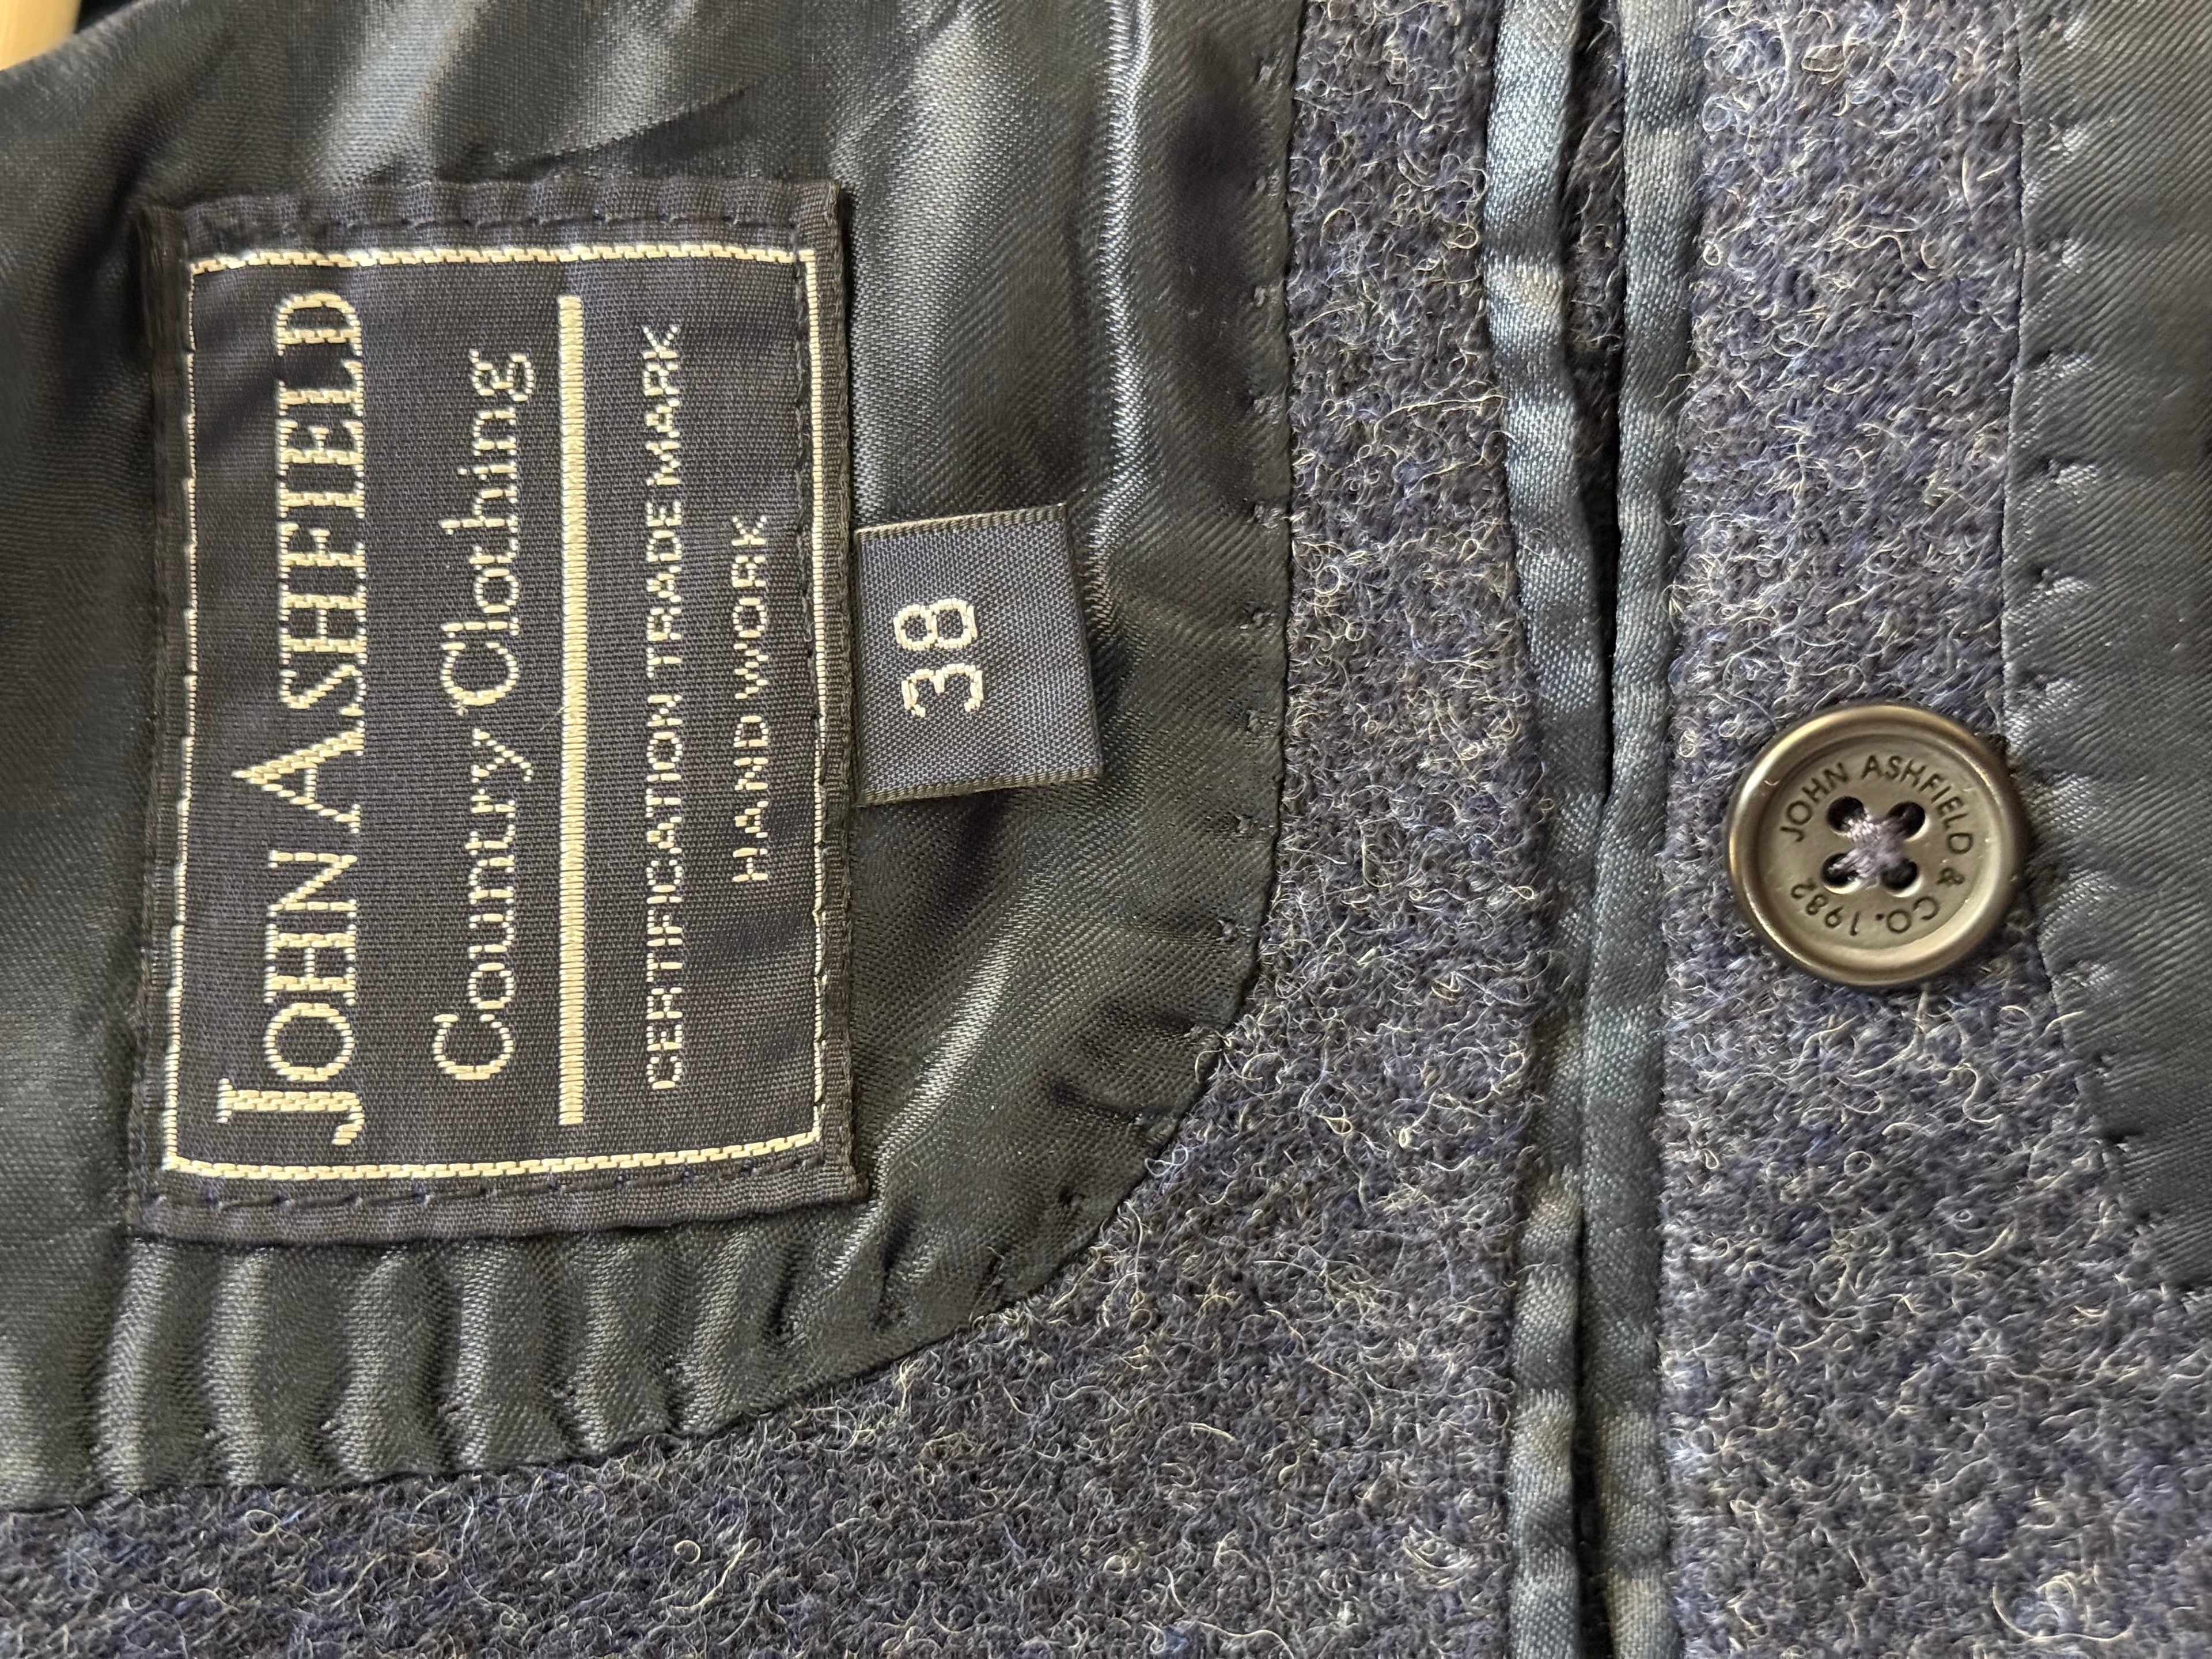 JOHN ASHFIELD
Country Clothing
CERTIFICATION TRADE MARK
HAND WORK
38
JOHN ASHFIELD & CO. 1982